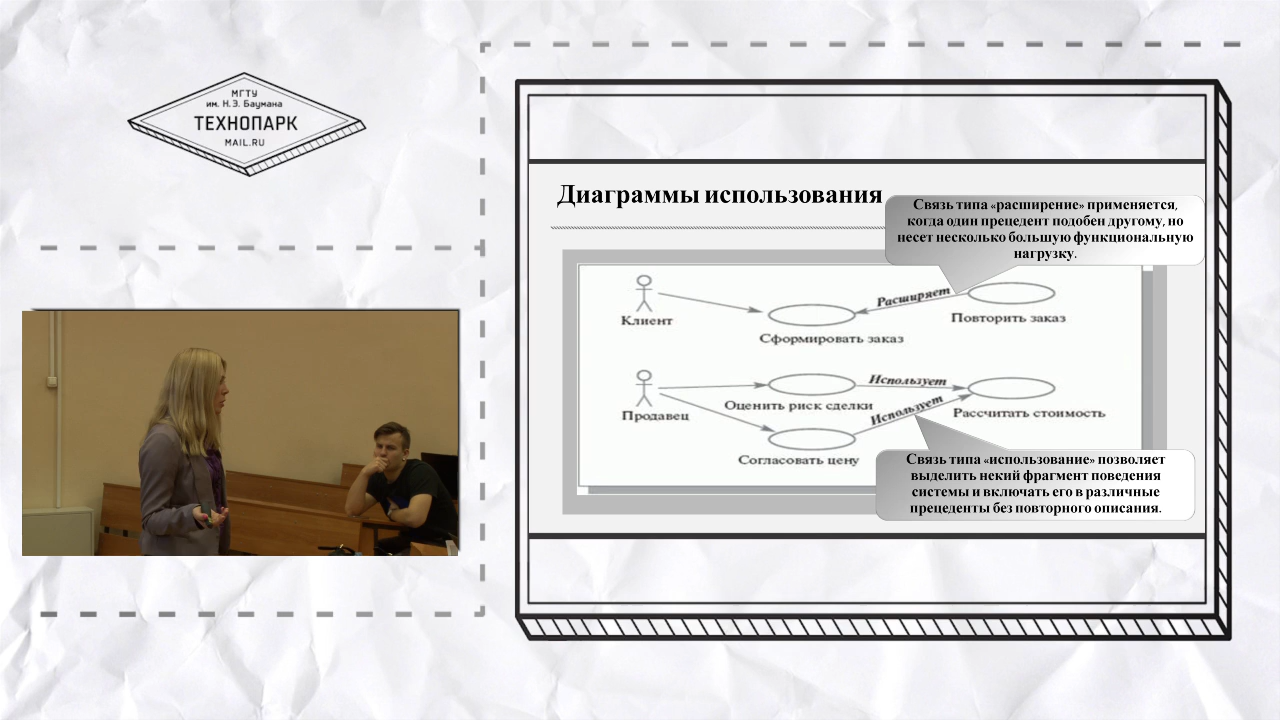 МГТУ
им. Н.Э. Баумана
ТЕХНОПАРК
MAIL.RU
Диаграммы использования
Связь типа «расширение» применяется,
когда один прецедент подобен другому, но
несет несколько большую функциональную
нагрузку.
Клиент
Расширяет
Повторить заказ
Сформировать заказ
Продавец
Использует
Оценить риск сделки
Использует
Рассчитать стоимость
Согласовать цену
Связь типа «использование» позволяет
выделить некий фрагмент поведения
системы и включать его в различные
прецеденты без повторного описания.